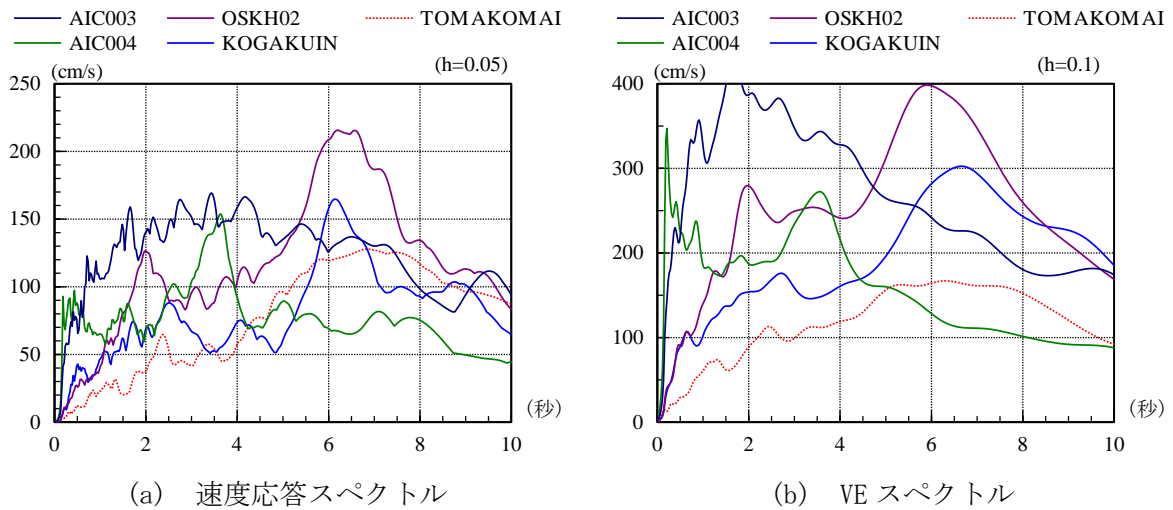 AIC003
OSKH02
TOMAKOMAI
AIC004
KOGAKUIN
(cm/s)
(h=0.05)
250
200
150
100
50
0
0
2
4
6
8
10
(秒)
(a) 速度応答スペクトル
AIC003
OSKH02
TOMAKOMAI
AIC004
KOGAKUIN
(cm/s)
(h=0.1)
400
300
200
100
0
0
2
4
6
8
10
(秒)
(b) VE スペクトル